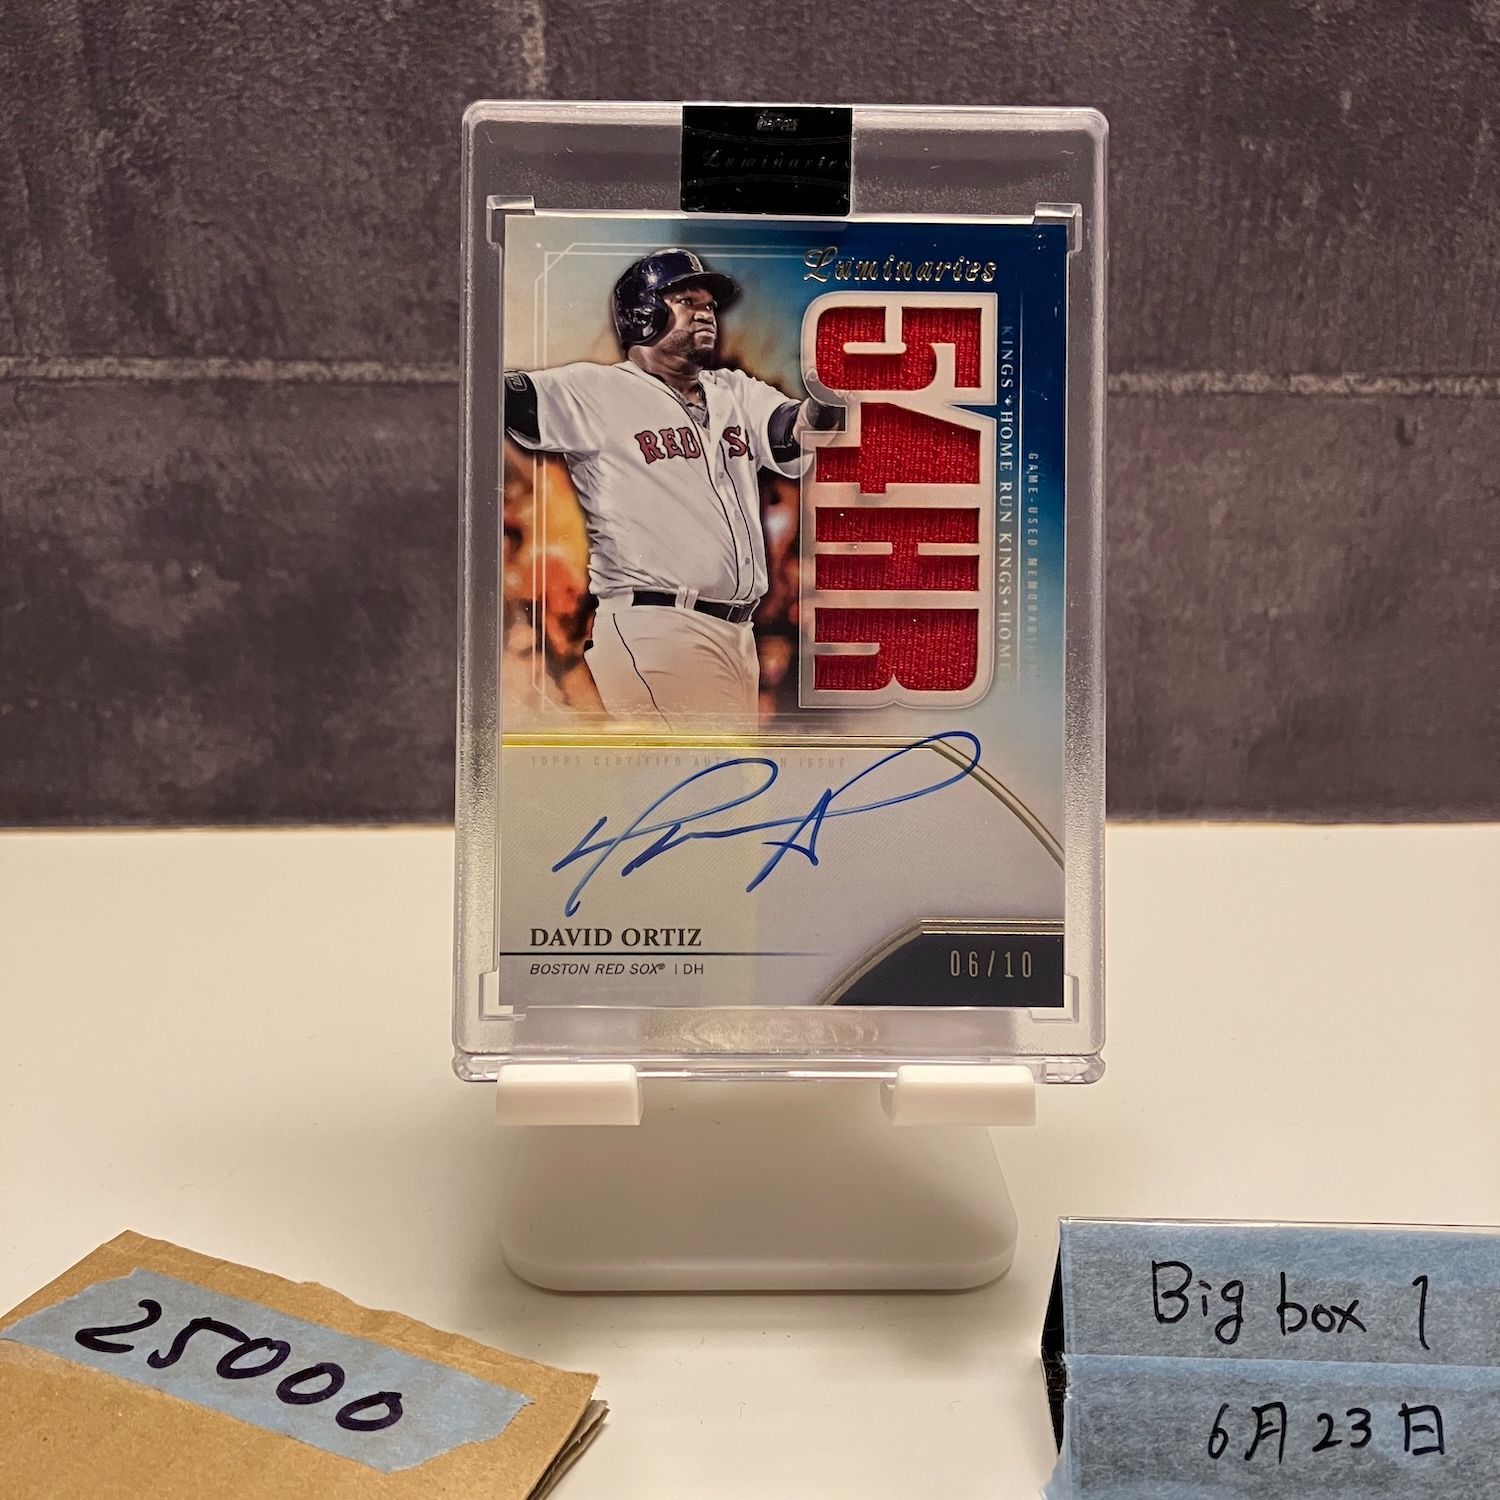 topps
Luminaries
Luminaries
54HR
KINGS • HOME RUN KINGS • HOME
GAME-USED MEMORABILIA
RED S
TOPPS CERTIFIED AUTOGRAPH ISSUE
DAVID ORTIZ
BOSTON RED SOX® | DH
06/10
25000
Big box 1
6月23日